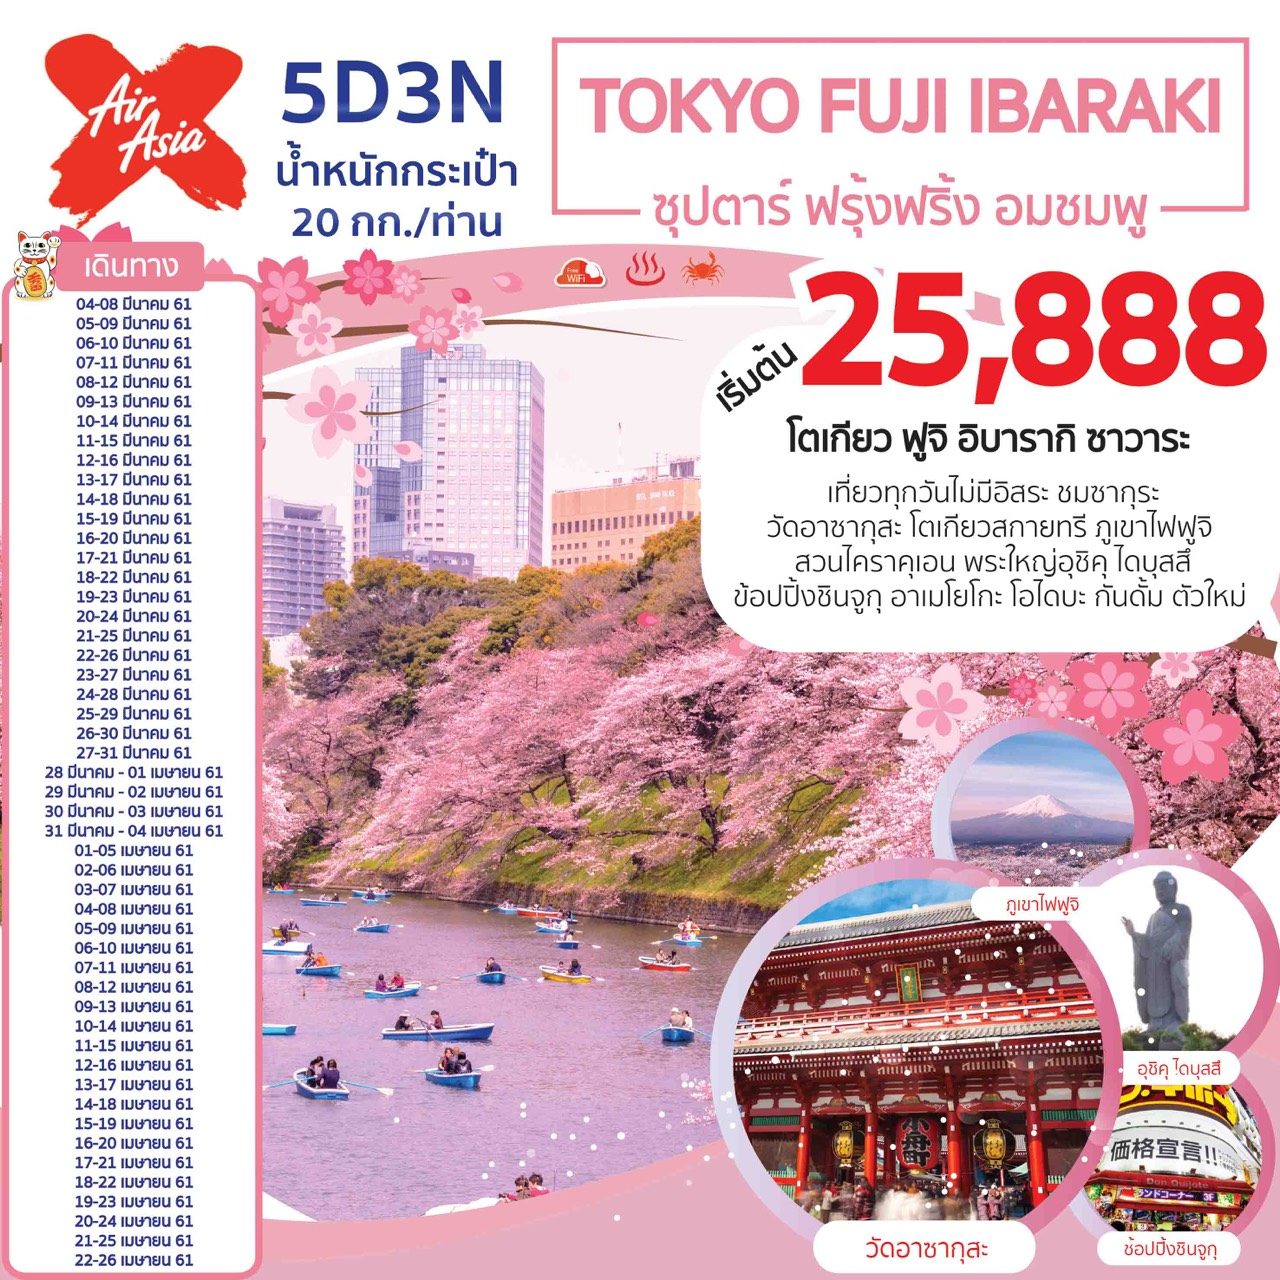 Air
Asia
5D3N
น้ำหนักกระเป๋า
20 กก./ท่าน
TOKYO FUJI IBARAKI
ซุปตาร์ ฟรุ้งฟริ้ง อมชมพู
Free
WiFi
เริ่มต้น
25,888
โตเกียว ฟูจิ อิบารากิ ซาวาระ
เที่ยวทุกวันไม่มีอิสระ ชมซากุระ
วัดอาซากุสะ โตเกียวสกายทรี ภูเขาไฟฟูจิ
สวนไคราคุเอน พระใหญ่อุชิคุ ไดบุสสึ
ช้อปปิ้งชินจูกุ อาเมโยโกะ โอไดบะ กันดั้ม ตัวใหม่
เดินทาง
04-08 มีนาคม 61
05-09 มีนาคม 61
06-10 มีนาคม 61
07-11 มีนาคม 61
08-12 มีนาคม 61
09-13 มีนาคม 61
10-14 มีนาคม 61
11-15 มีนาคม 61
12-16 มีนาคม 61
13-17 มีนาคม 61
14-18 มีนาคม 61
15-19 มีนาคม 61
16-20 มีนาคม 61
17-21 มีนาคม 61
18-22 มีนาคม 61
19-23 มีนาคม 61
20-24 มีนาคม 61
21-25 มีนาคม 61
22-26 มีนาคม 61
23-27 มีนาคม 61
24-28 มีนาคม 61
25-29 มีนาคม 61
26-30 มีนาคม 61
27-31 มีนาคม 61
28 มีนาคม - 01 เมษายน 61
29 มีนาคม - 02 เมษายน 61
30 มีนาคม - 03 เมษายน 61
31 มีนาคม - 04 เมษายน 61
01-05 เมษายน 61
02-06 เมษายน 61
03-07 เมษายน 61
04-08 เมษายน 61
05-09 เมษายน 61
06-10 เมษายน 61
07-11 เมษายน 61
08-12 เมษายน 61
09-13 เมษายน 61
10-14 เมษายน 61
11-15 เมษายน 61
12-16 เมษายน 61
13-17 เมษายน 61
14-18 เมษายน 61
15-19 เมษายน 61
16-20 เมษายน 61
17-21 เมษายน 61
18-22 เมษายน 61
19-23 เมษายน 61
20-24 เมษายน 61
21-25 เมษายน 61
22-26 เมษายน 61
ภูเขาไฟฟูจิ
อุชิคุ ไดบุสสึ
小舟町
価格宣言!!
Don Quijote
ランドコーナー 3F
วัดอาซากุสะ
ช้อปปิ้งชินจูกุ